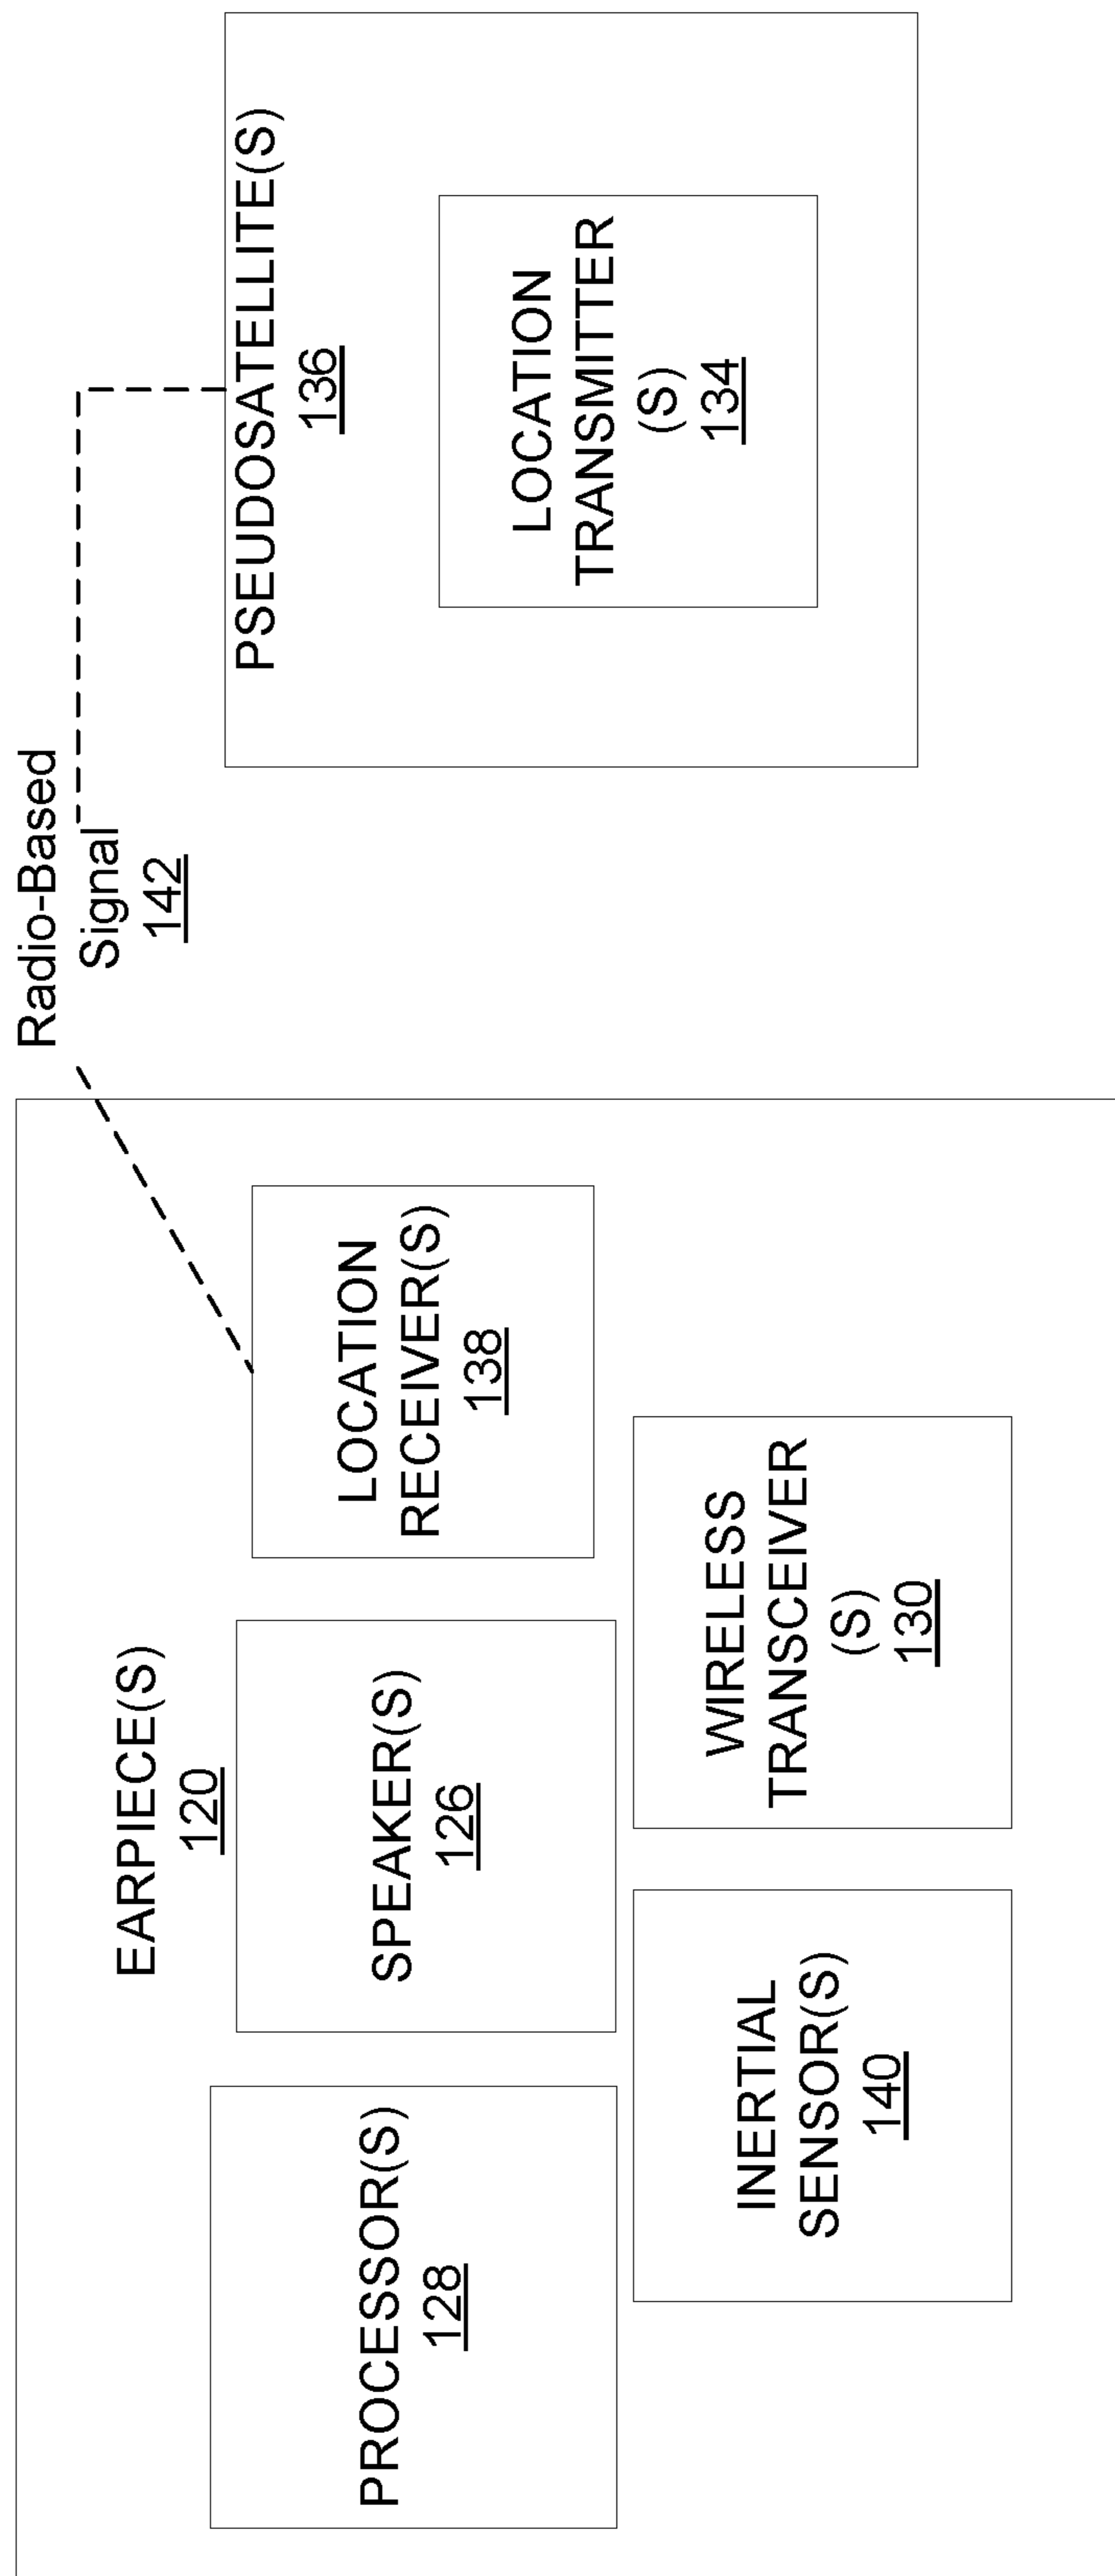 EARPIECE(S)
120
PROCESSOR(S)
128
SPEAKER(S)
126
LOCATION
RECEIVER(S)
138
INERTIAL
SENSOR(S)
140
WIRELESS
TRANSCEIVER
(S)
130
Radio-Based
Signal
142
PSEUDOSATELLITE(S)
136
LOCATION
TRANSMITTER
(S)
134